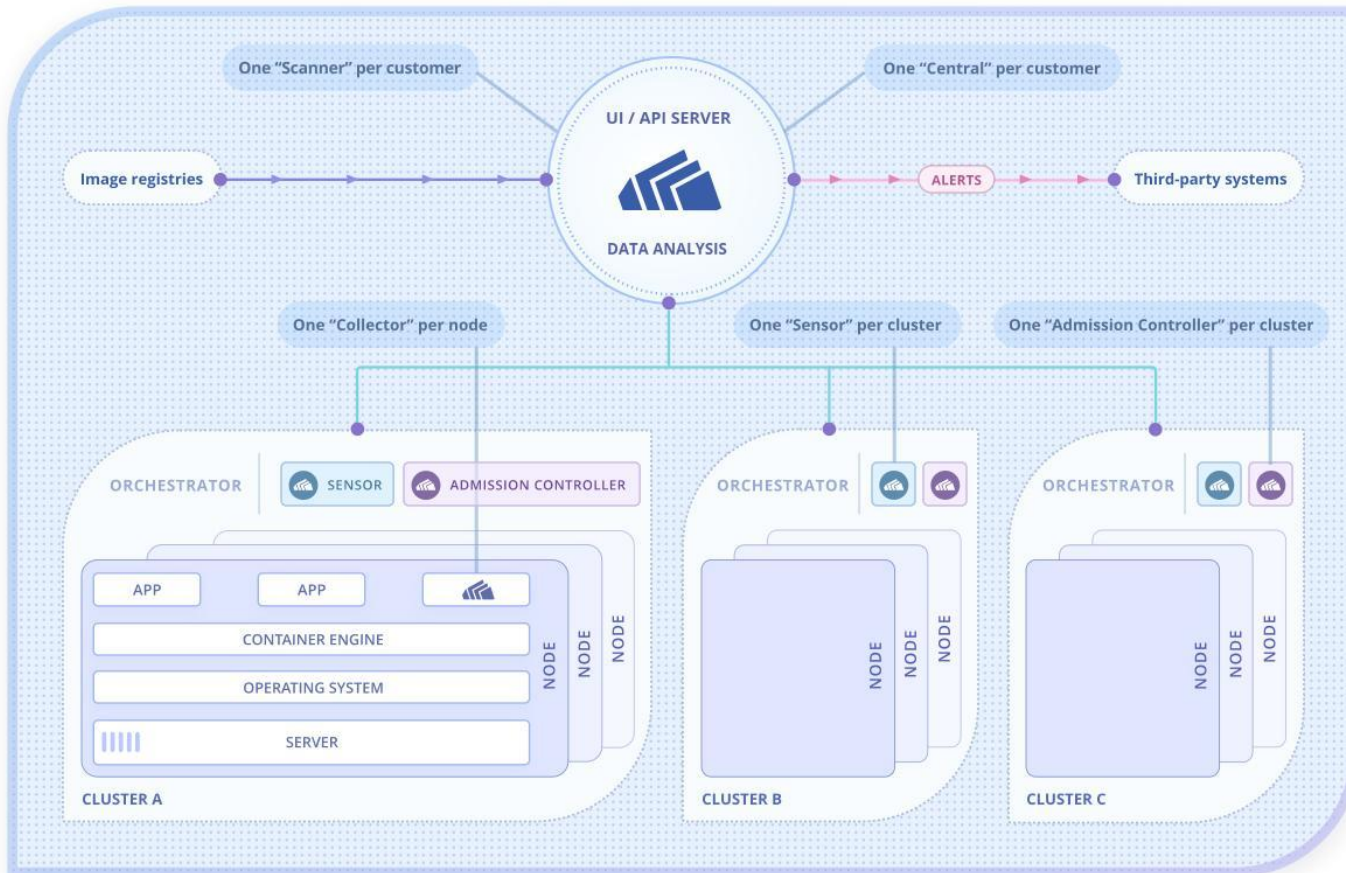 One “Scanner” per customer
One “Central” per customer
UI / API SERVER
Image registries
ALERTS
Third-party systems
DATA ANALYSIS
One “Collector” per node
One “Sensor” per cluster
One “Admission Controller” per cluster
ORCHESTRATOR
SENSOR
ADMISSION CONTROLLER
APP
APP
CONTAINER ENGINE
OPERATING SYSTEM
SERVER
NODE
NODE
NODE
CLUSTER A
ORCHESTRATOR
NODE
NODE
NODE
CLUSTER B
ORCHESTRATOR
NODE
NODE
NODE
CLUSTER C